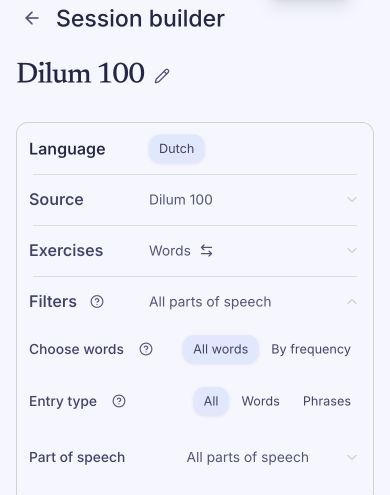 Session builder
Dilum 100
Language Dutch
Source Dilum 100
Exercises Words
Filters All parts of speech
Choose words All words By frequency
Entry type All Words Phrases
Part of speech All parts of speech